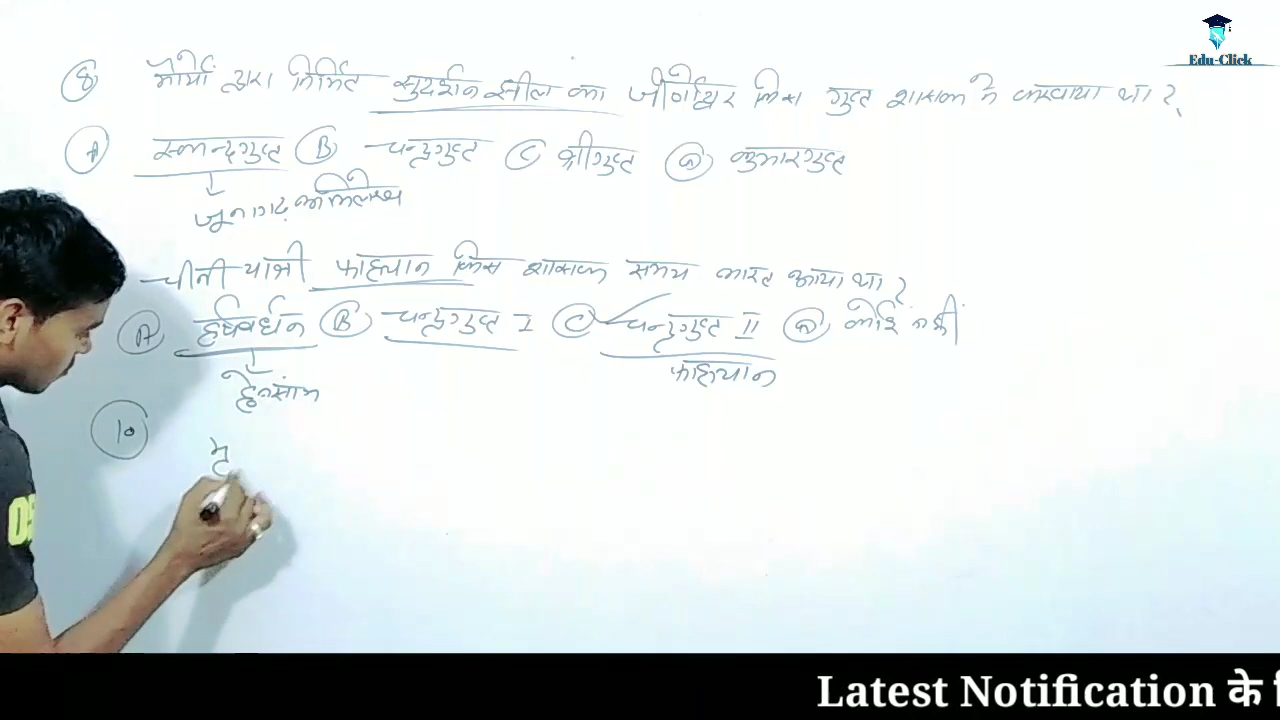 Edu-Click
8 मौर्यों द्वारा निर्मित सुदर्शन झील का जीर्णोद्धार किस गुप्त शासक ने करवाया था?
A स्कन्दगुप्त B चन्द्रगुप्त C श्रीगुप्त D कुमारगुप्त
जूनागढ़
चीनी यात्री फाह्यान किस शासक समय भारत आया था?
A हर्षवर्धन B चन्द्रगुप्त I C चन्द्रगुप्त II D कोई नहीं
हेनसांग फाह्यान
10
Latest Notification के